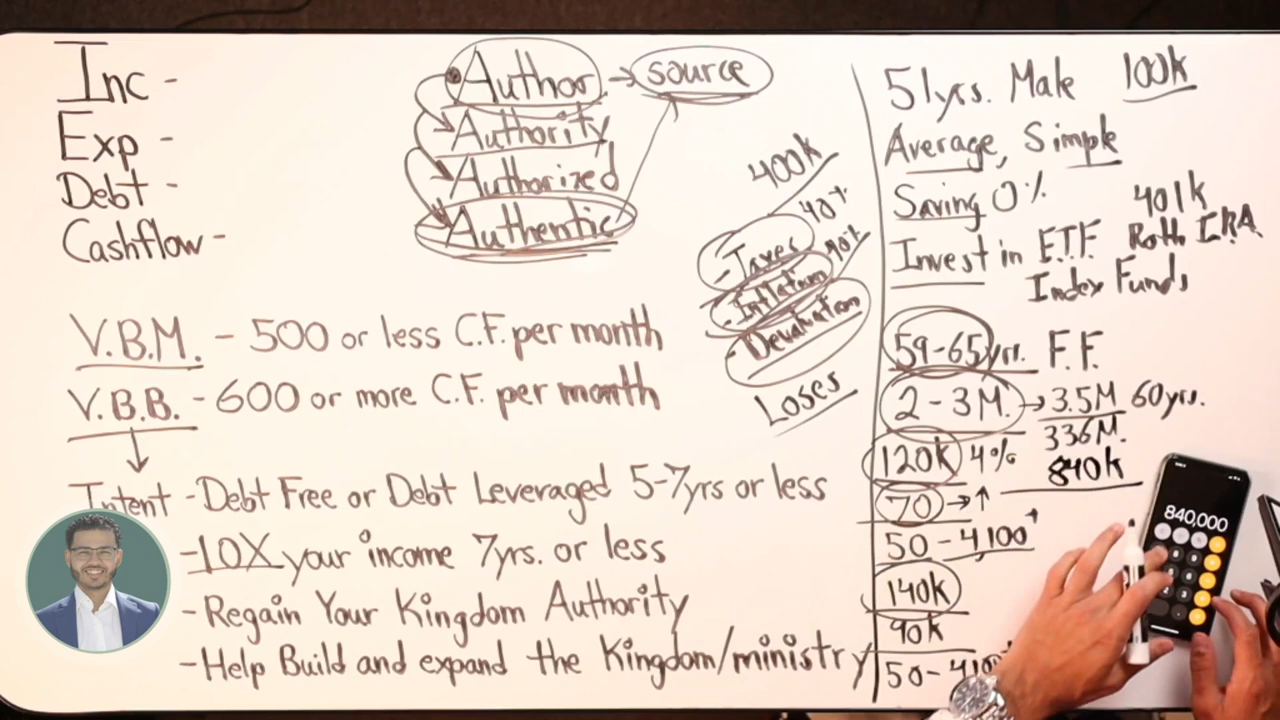 Inc -
Exp -
Debt -
Cashflow -
Author → source
Authority
Authorized
Authentic
V.B.M. - 500 or less C.F. per month
V.B.B. - 600 or more C.F. per month
Intent - Debt Free or Debt Leveraged 5-7yrs or less
- 10X your income 7yrs. or less
- Regain Your Kingdom Authority
- Help Build and expand the Kingdom/ministry
400k
- Taxes 40%
- Inflation 90%
- Devaluation
Loses
51yrs. Make 100k
Average, Simple
Saving 0%
401k
Invest in E.T.F. Roth IRA
Index Funds
59-65yrs. F.F.
2-3M. → 3.5M 60yrs.
336M.
120k 4% 840k
70 → ↑
50 - 4,100
140k
90k
50 - 4100
840,000